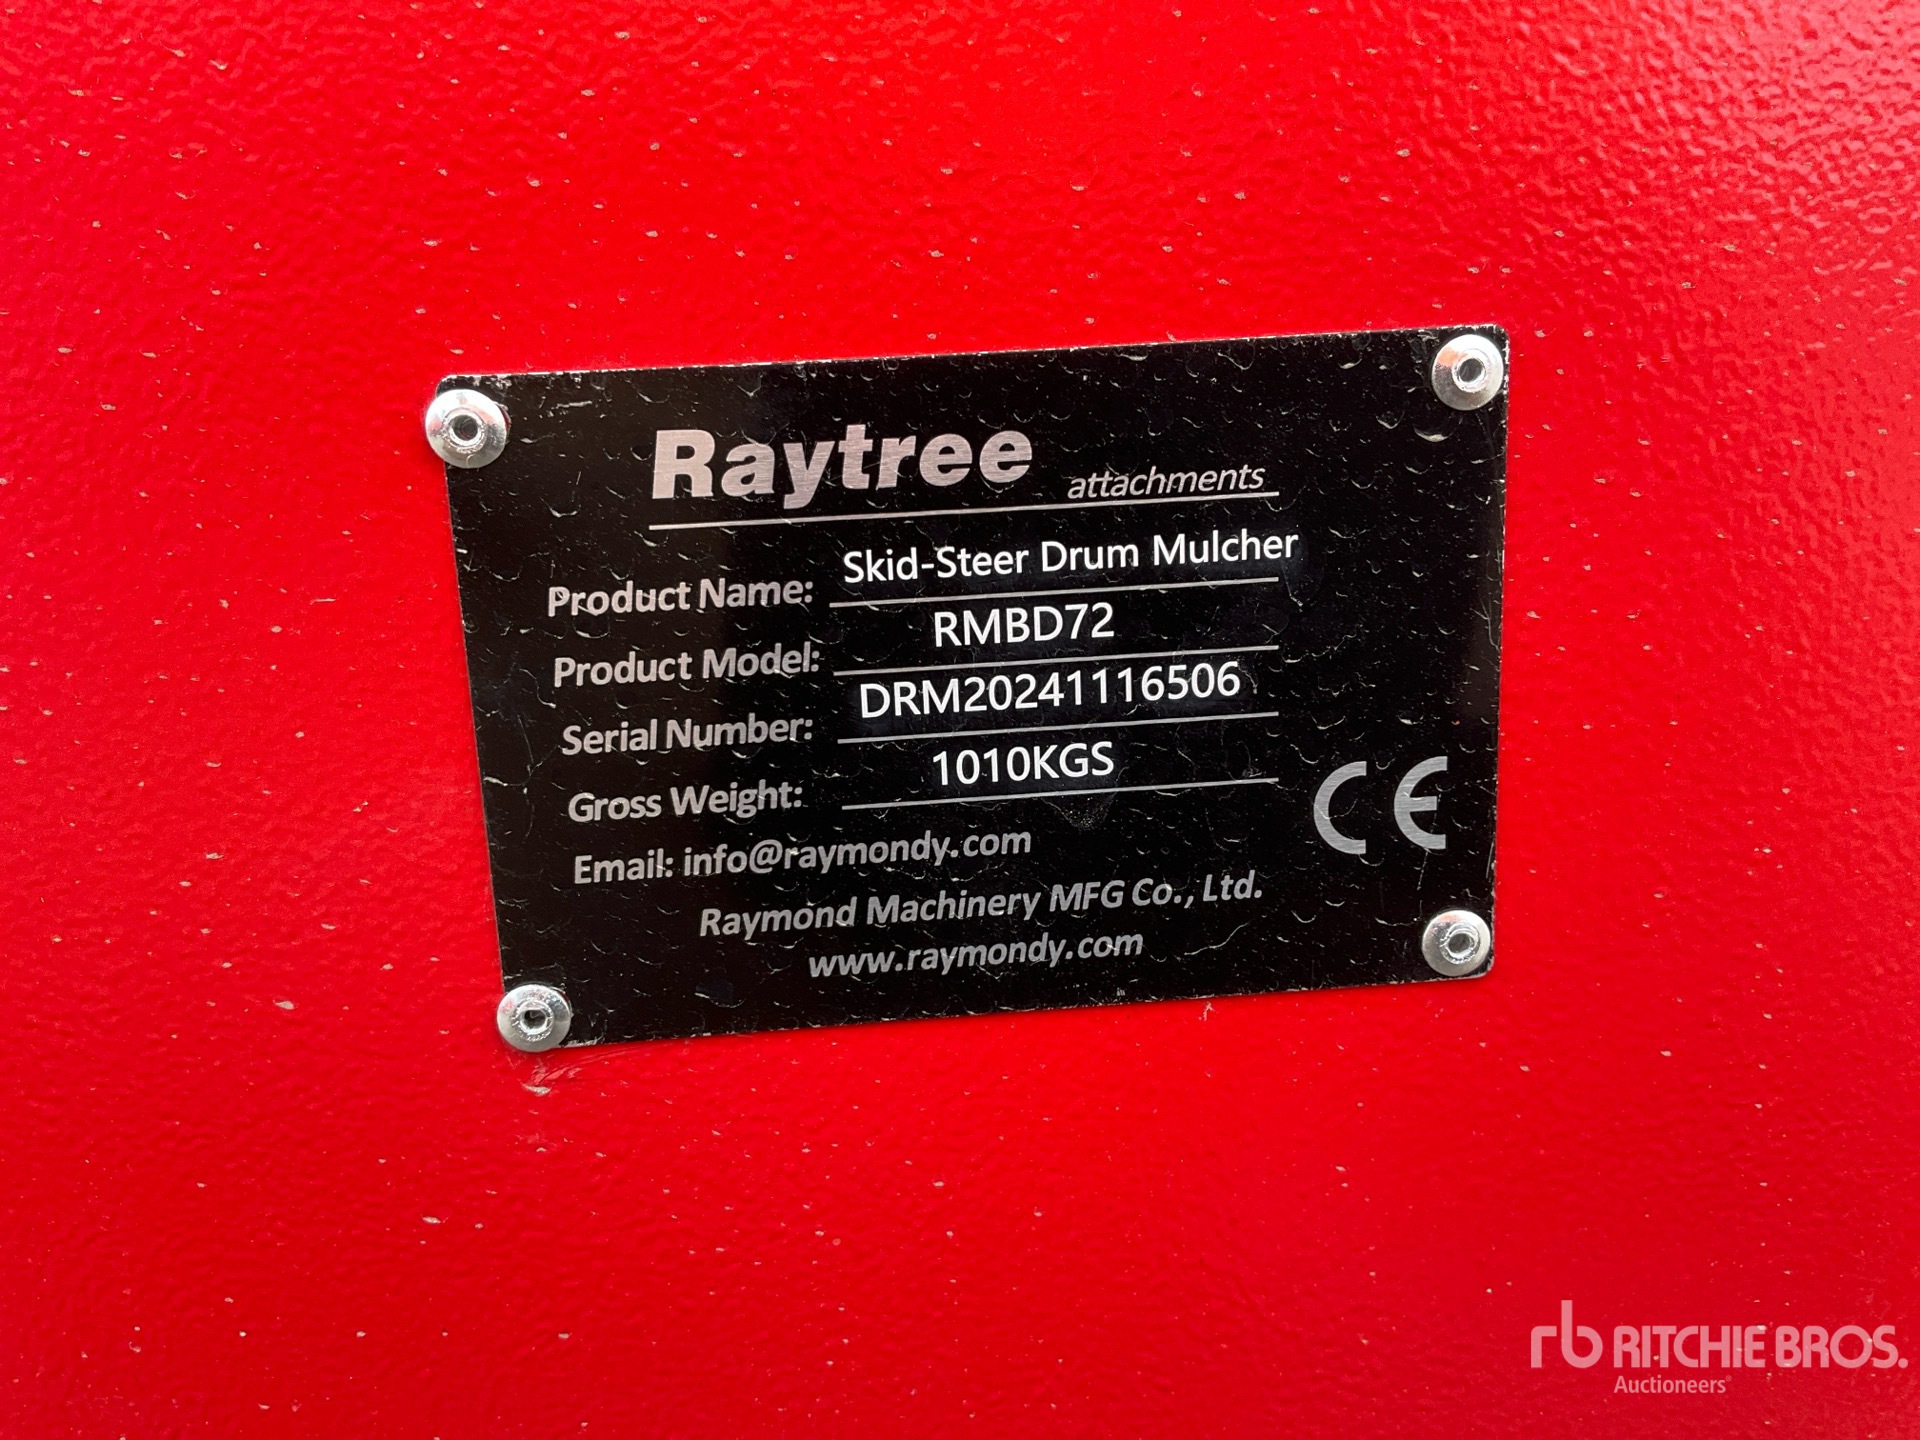 Raytree attachments
Product Name: Skid-Steer Drum Mulcher
Product Model: RMBD72
Serial Number: DRM20241116506
Gross Weight: 1010KGS
Email: info@raymondy.com
CE
Raymond Machinery MFG Co., Ltd.
www.raymondy.com
rb RITCHIE BROS.
Auctioneers